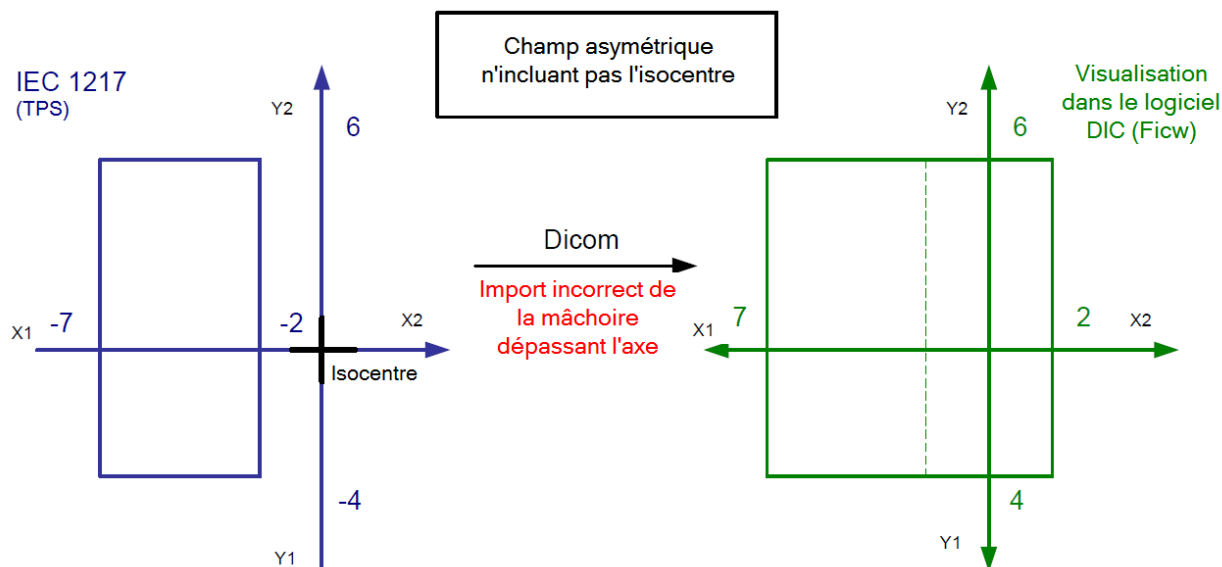 Champ asymétrique
n'incluant pas l'isocentre
IEC 1217
(TPS)
Y2
6
X1
-7
-2
X2
Isocentre
-4
Y1
Dicom
Import incorrect de
la mâchoire
dépassant l'axe
Visualisation
dans le logiciel
DIC (Ficw)
Y2
6
X1
7
2
X2
4
Y1